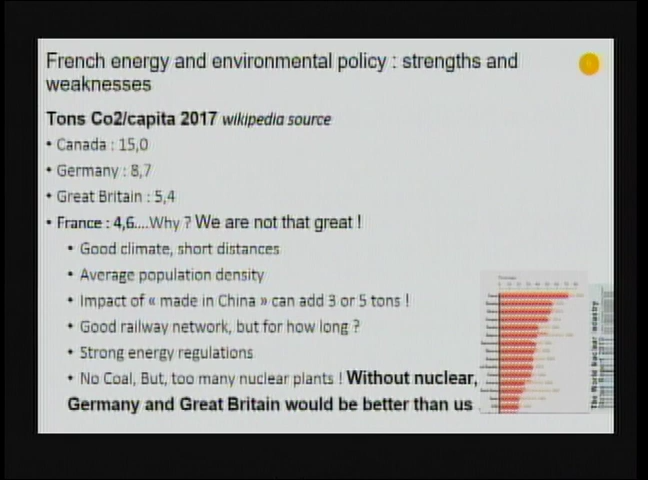 French energy and environmental policy : strengths and
weaknesses
Tons Co2/capita 2017 wikipedia source
• Canada : 15,0
• Germany : 8,7
• Great Britain : 5,4
• France : 4,6....Why ? We are not that great !
• Good climate, short distances
• Average population density
• Impact of « made in China » can add 3 or 5 tons !
• Good railway network, but for how long ?
• Strong energy regulations
• No Coal, But, too many nuclear plants ! Without nuclear,
Germany and Great Britain would be better than us
The World Nuclear Industry